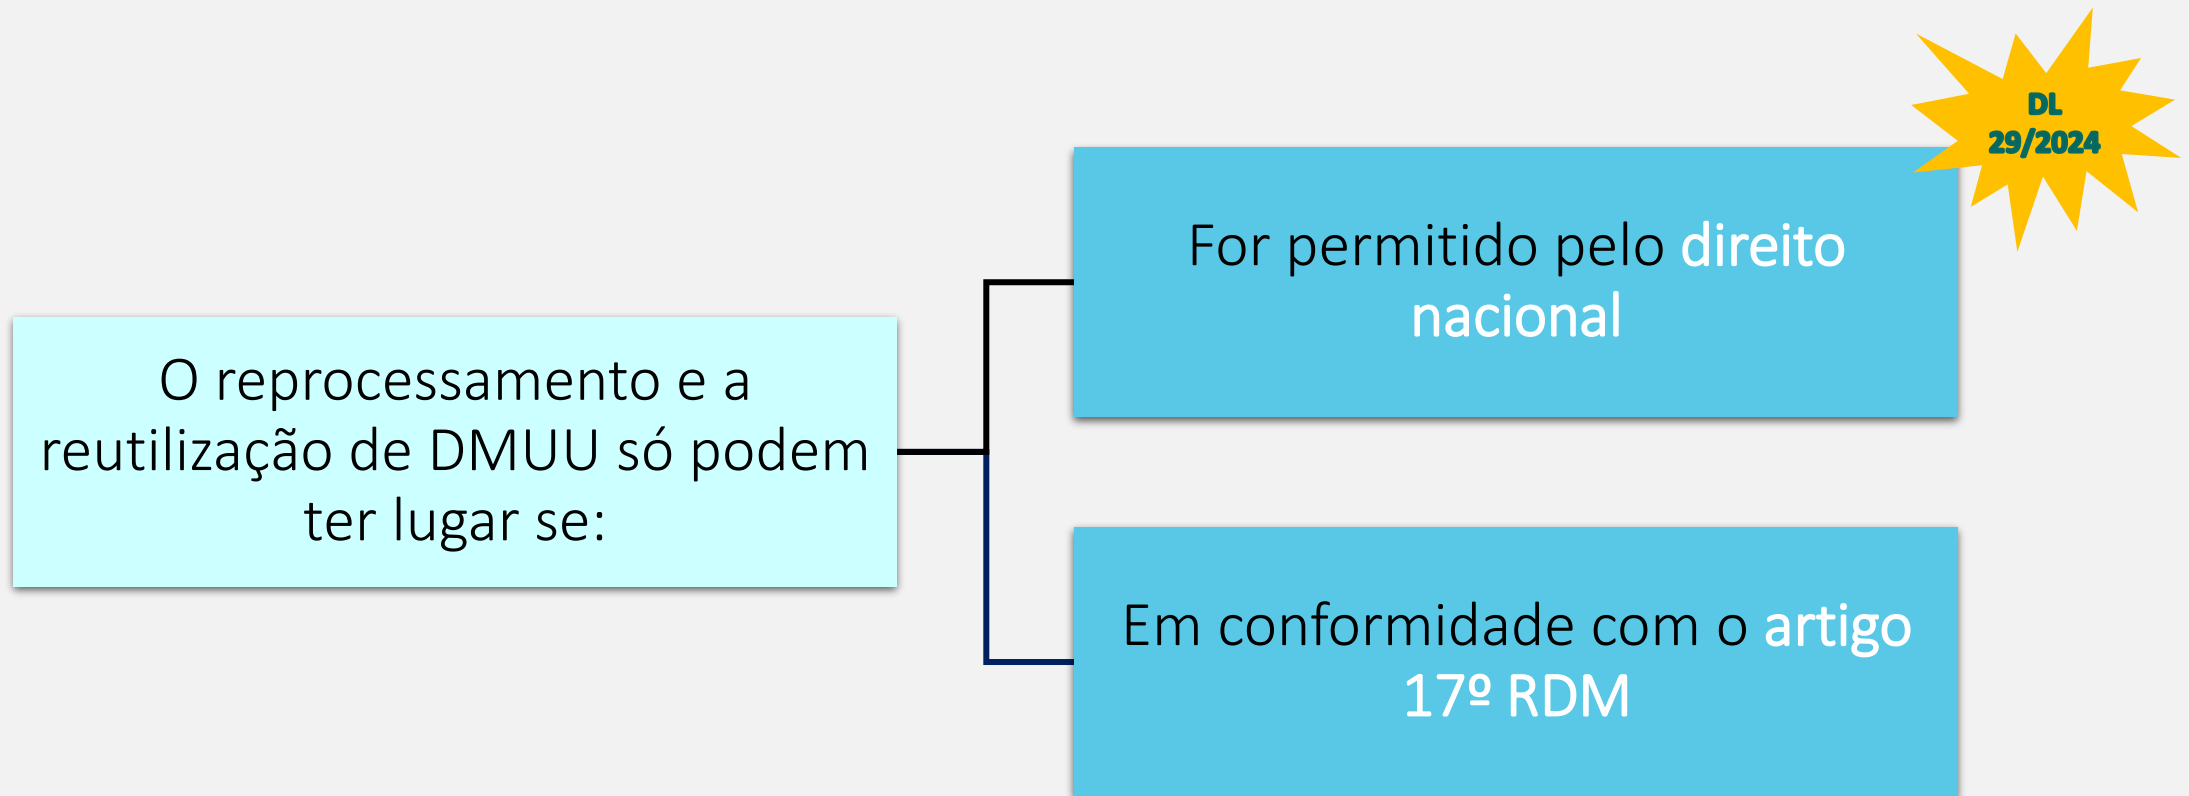 O reprocessamento e a
reutilização de DMUU só podem
ter lugar se:
DL
29/2024
For permitido pelo direito
nacional
Em conformidade com o artigo
17º RDM